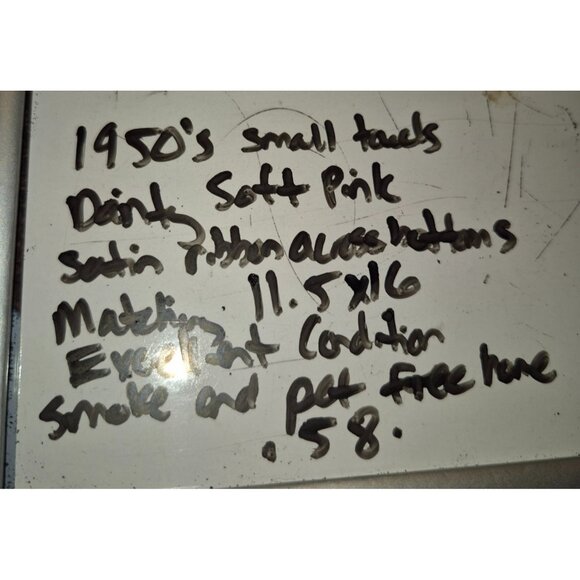 1950's small towels
Dainty Soft Pink
Satin ribbon across bottoms
Matching 11.5x16
Excellent Condition
Smoke and pet free home
.58.